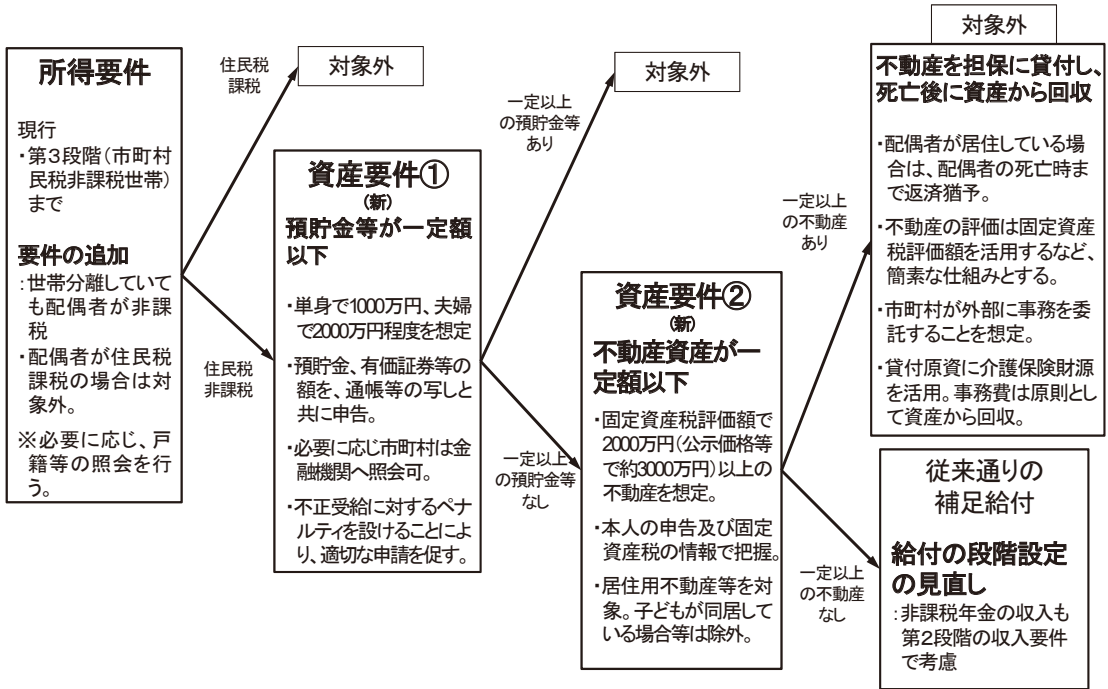 所得要件
現行
・第3段階(市町村
民税非課税世帯)
まで
要件の追加
:世帯分離していて
も配偶者が非課
税
・配偶者が住民税
課税の場合は対
象外。
※必要に応じ、戸
籍等の照会を行
う。
住民税
課税
住民税
非課税
対象外
資産要件①
(新)
預貯金等が一定額
以下
・単身で1000万円、夫婦
で2000万円程度を想定
・預貯金、有価証券等の
額を、通帳等の写しと
共に申告。
・必要に応じ市町村は金
融機関へ照会可。
・不正受給に対するペナ
ルティを設けることによ
り、適切な申請を促す。
一定以上
の預貯金等
あり
一定以上
の預貯金等
なし
対象外
資産要件②
(新)
不動産資産が一
定額以下
・固定資産税評価額で
2000万円(公示価格等
で約3000万円)以上の
不動産を想定。
・本人の申告及び固定
資産税の情報で把握。
・居住用不動産等を対
象。子どもが同居して
いる場合等は除外。
一定以上
の不動産
あり
一定以上
の不動産
なし
対象外
不動産を担保に貸付し、
死亡後に資産から回収
・配偶者が居住している場
合は、配偶者の死亡時ま
で返済猶予。
・不動産の評価は固定資産
税評価額を活用するなど、
簡素な仕組みとする。
・市町村が外部に事務を委
託することを想定。
・貸付原資に介護保険財源
を活用。事務費は原則と
して資産から回収。
従来通りの
補足給付
給付の段階設定
の見直し
:非課税年金の収入も
第2段階の収入要件
で考慮